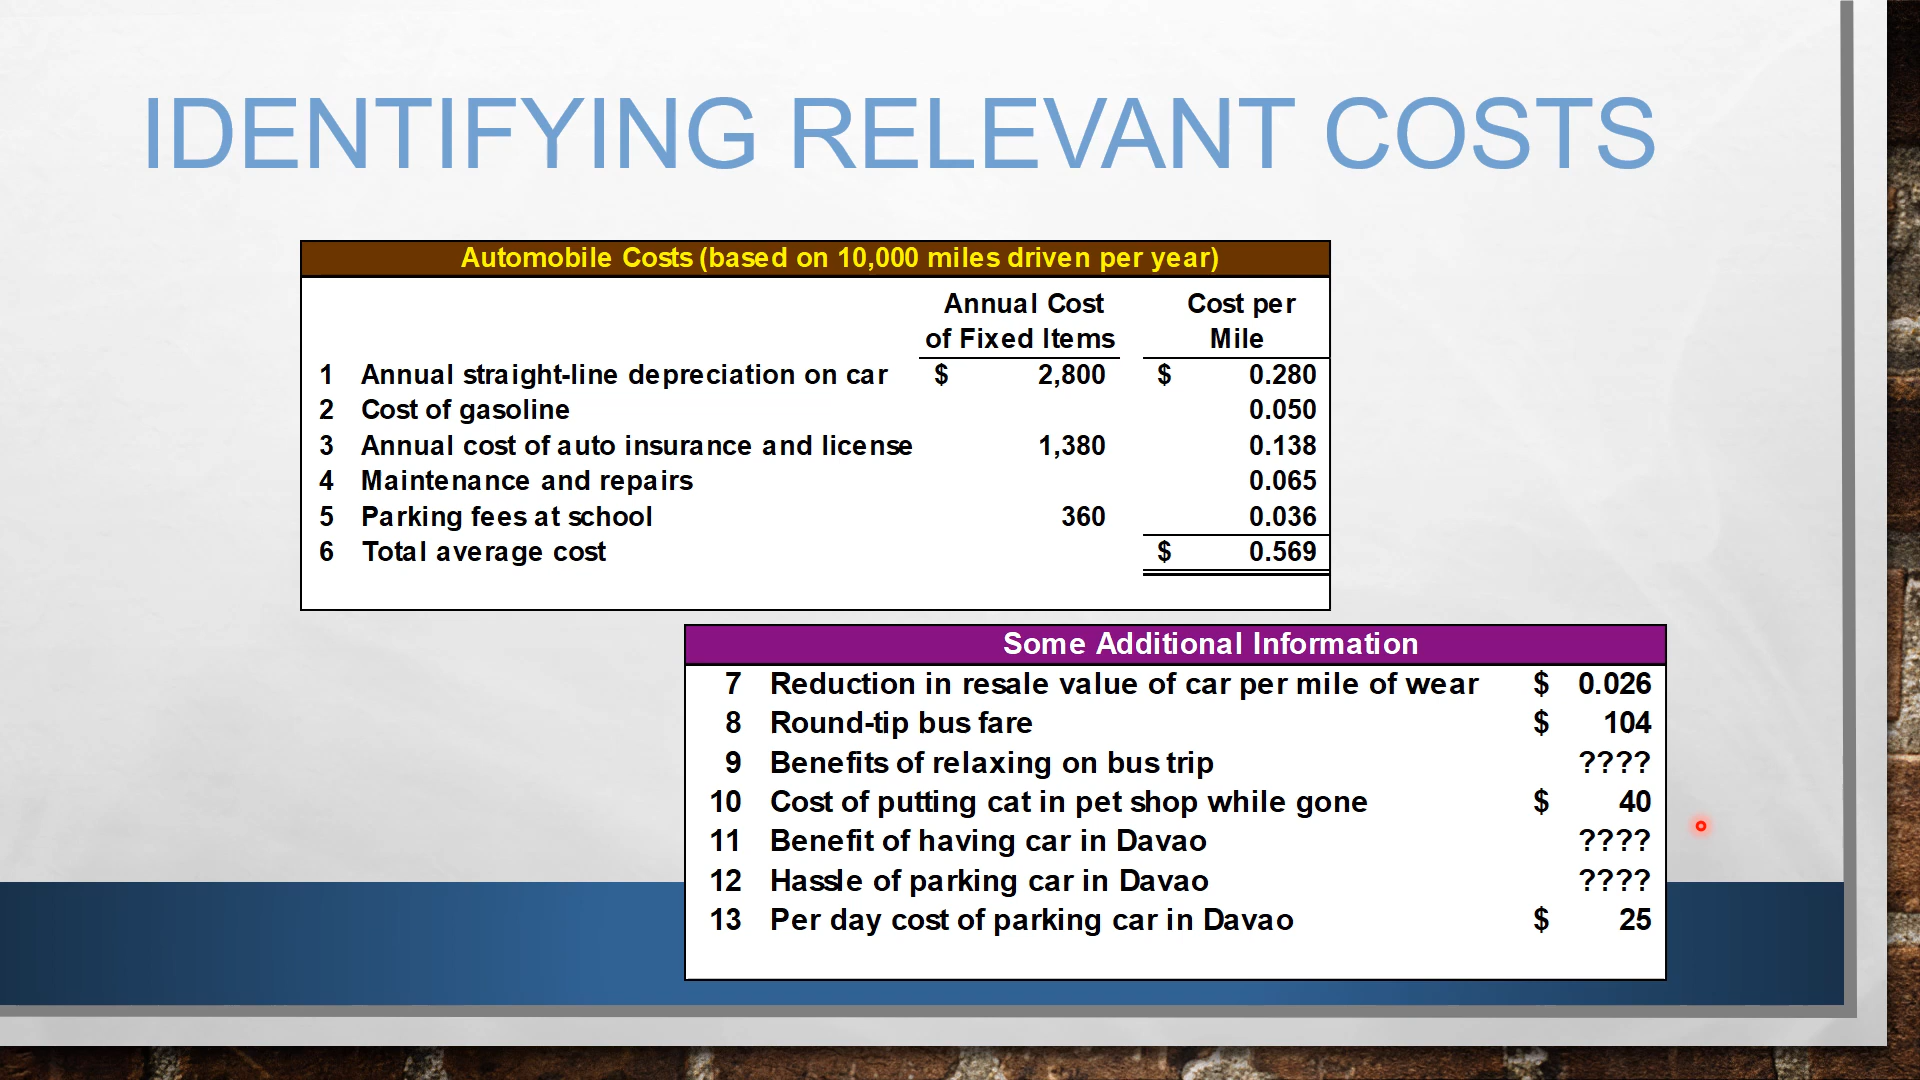 IDENTIFYING RELEVANT COSTS
Automobile Costs (based on 10,000 miles driven per year)
Annual Cost of Fixed Items Cost per Mile
1 Annual straight-line depreciation on car $ 2,800 $ 0.280
2 Cost of gasoline 0.050
3 Annual cost of auto insurance and license 1,380 0.138
4 Maintenance and repairs 0.065
5 Parking fees at school 360 0.036
6 Total average cost $ 0.569
Some Additional Information
7 Reduction in resale value of car per mile of wear $ 0.026
8 Round-tip bus fare $ 104
9 Benefits of relaxing on bus trip ????
10 Cost of putting cat in pet shop while gone $ 40
11 Benefit of having car in Davao ????
12 Hassle of parking car in Davao ????
13 Per day cost of parking car in Davao $ 25